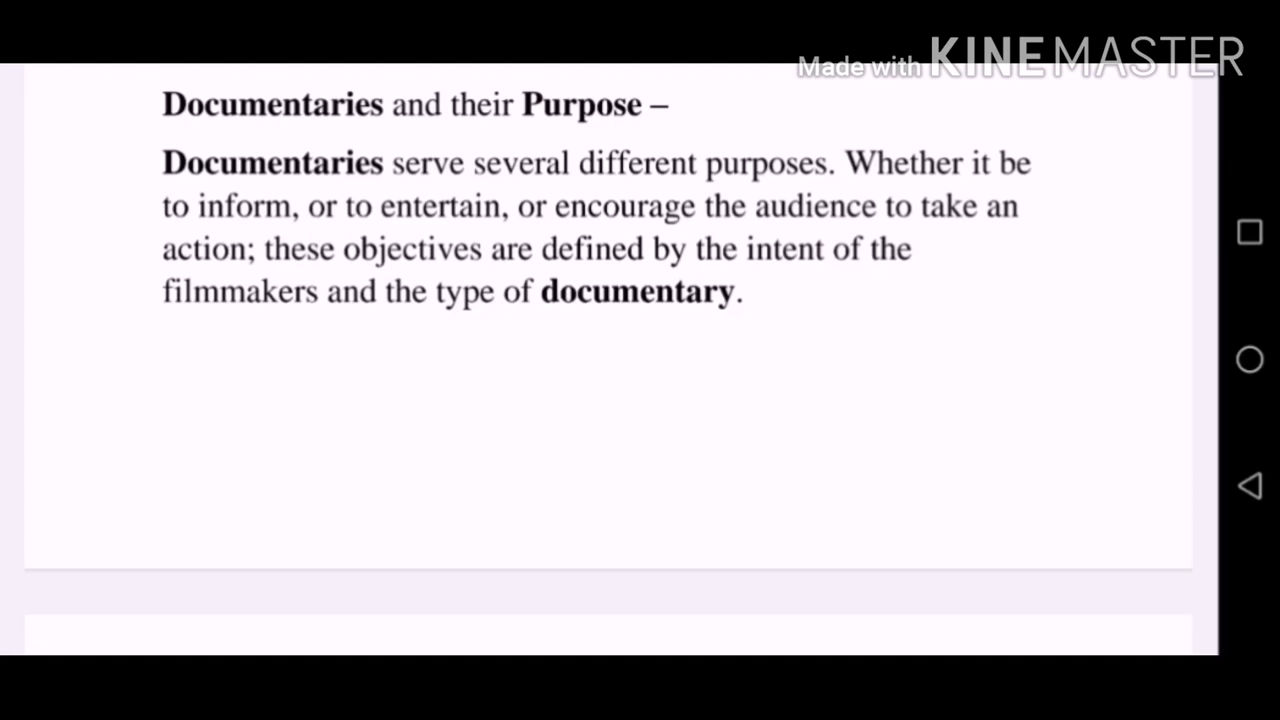 Made with KINEMASTER
Documentaries and their Purpose –
Documentaries serve several different purposes. Whether it be
to inform, or to entertain, or encourage the audience to take an
action; these objectives are defined by the intent of the
filmmakers and the type of documentary.